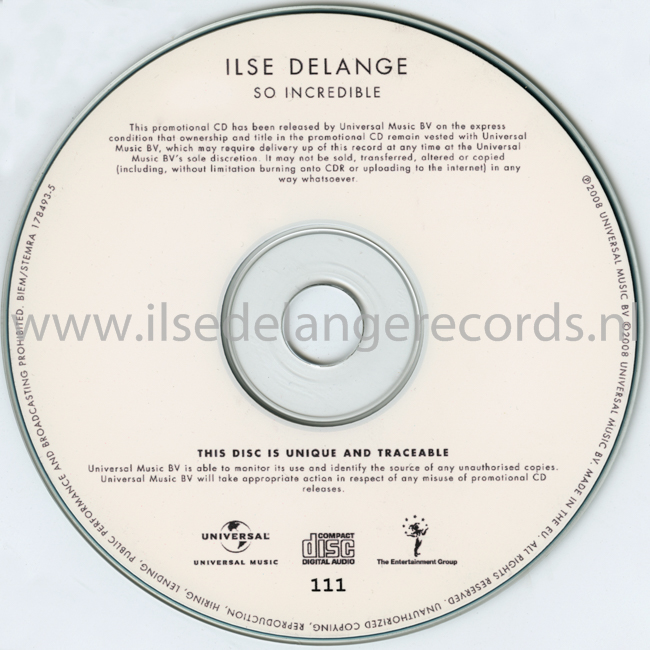 ILSE DELANGE
SO INCREDIBLE
This promotional CD has been released by Universal Music BV on the express
condition that ownership and title in the promotional CD remain vested with Universal
Music BV, which may require delivery up of this record at any time at the Universal
Music BV's sole discretion. It may not be sold, transferred, altered or copied
(including, without limitation burning onto CDR or uploading to the internet) in any
way whatsoever.
℗2008 UNIVERSAL MUSIC BV ©2008 UNIVERSAL MUSIC BV. MADE IN THE EU. ALL RIGHTS RESERVED. UNAUTHORIZED COPYING, REPRODUCTION, HIRING, LENDING, PUBLIC PERFORMANCE AND BROADCASTING PROHIBITED. BIEM/STEMRA 178493-5
www.ilsedelangerecords.nl
THIS DISC IS UNIQUE AND TRACEABLE
Universal Music BV is able to monitor its use and identify the source of any unauthorised copies.
Universal Music BV will take appropriate action in respect of any misuse of promotional CD
releases.
UNIVERSAL
UNIVERSAL MUSIC
COMPACT
disc
DIGITAL AUDIO
The Entertainment Group
111